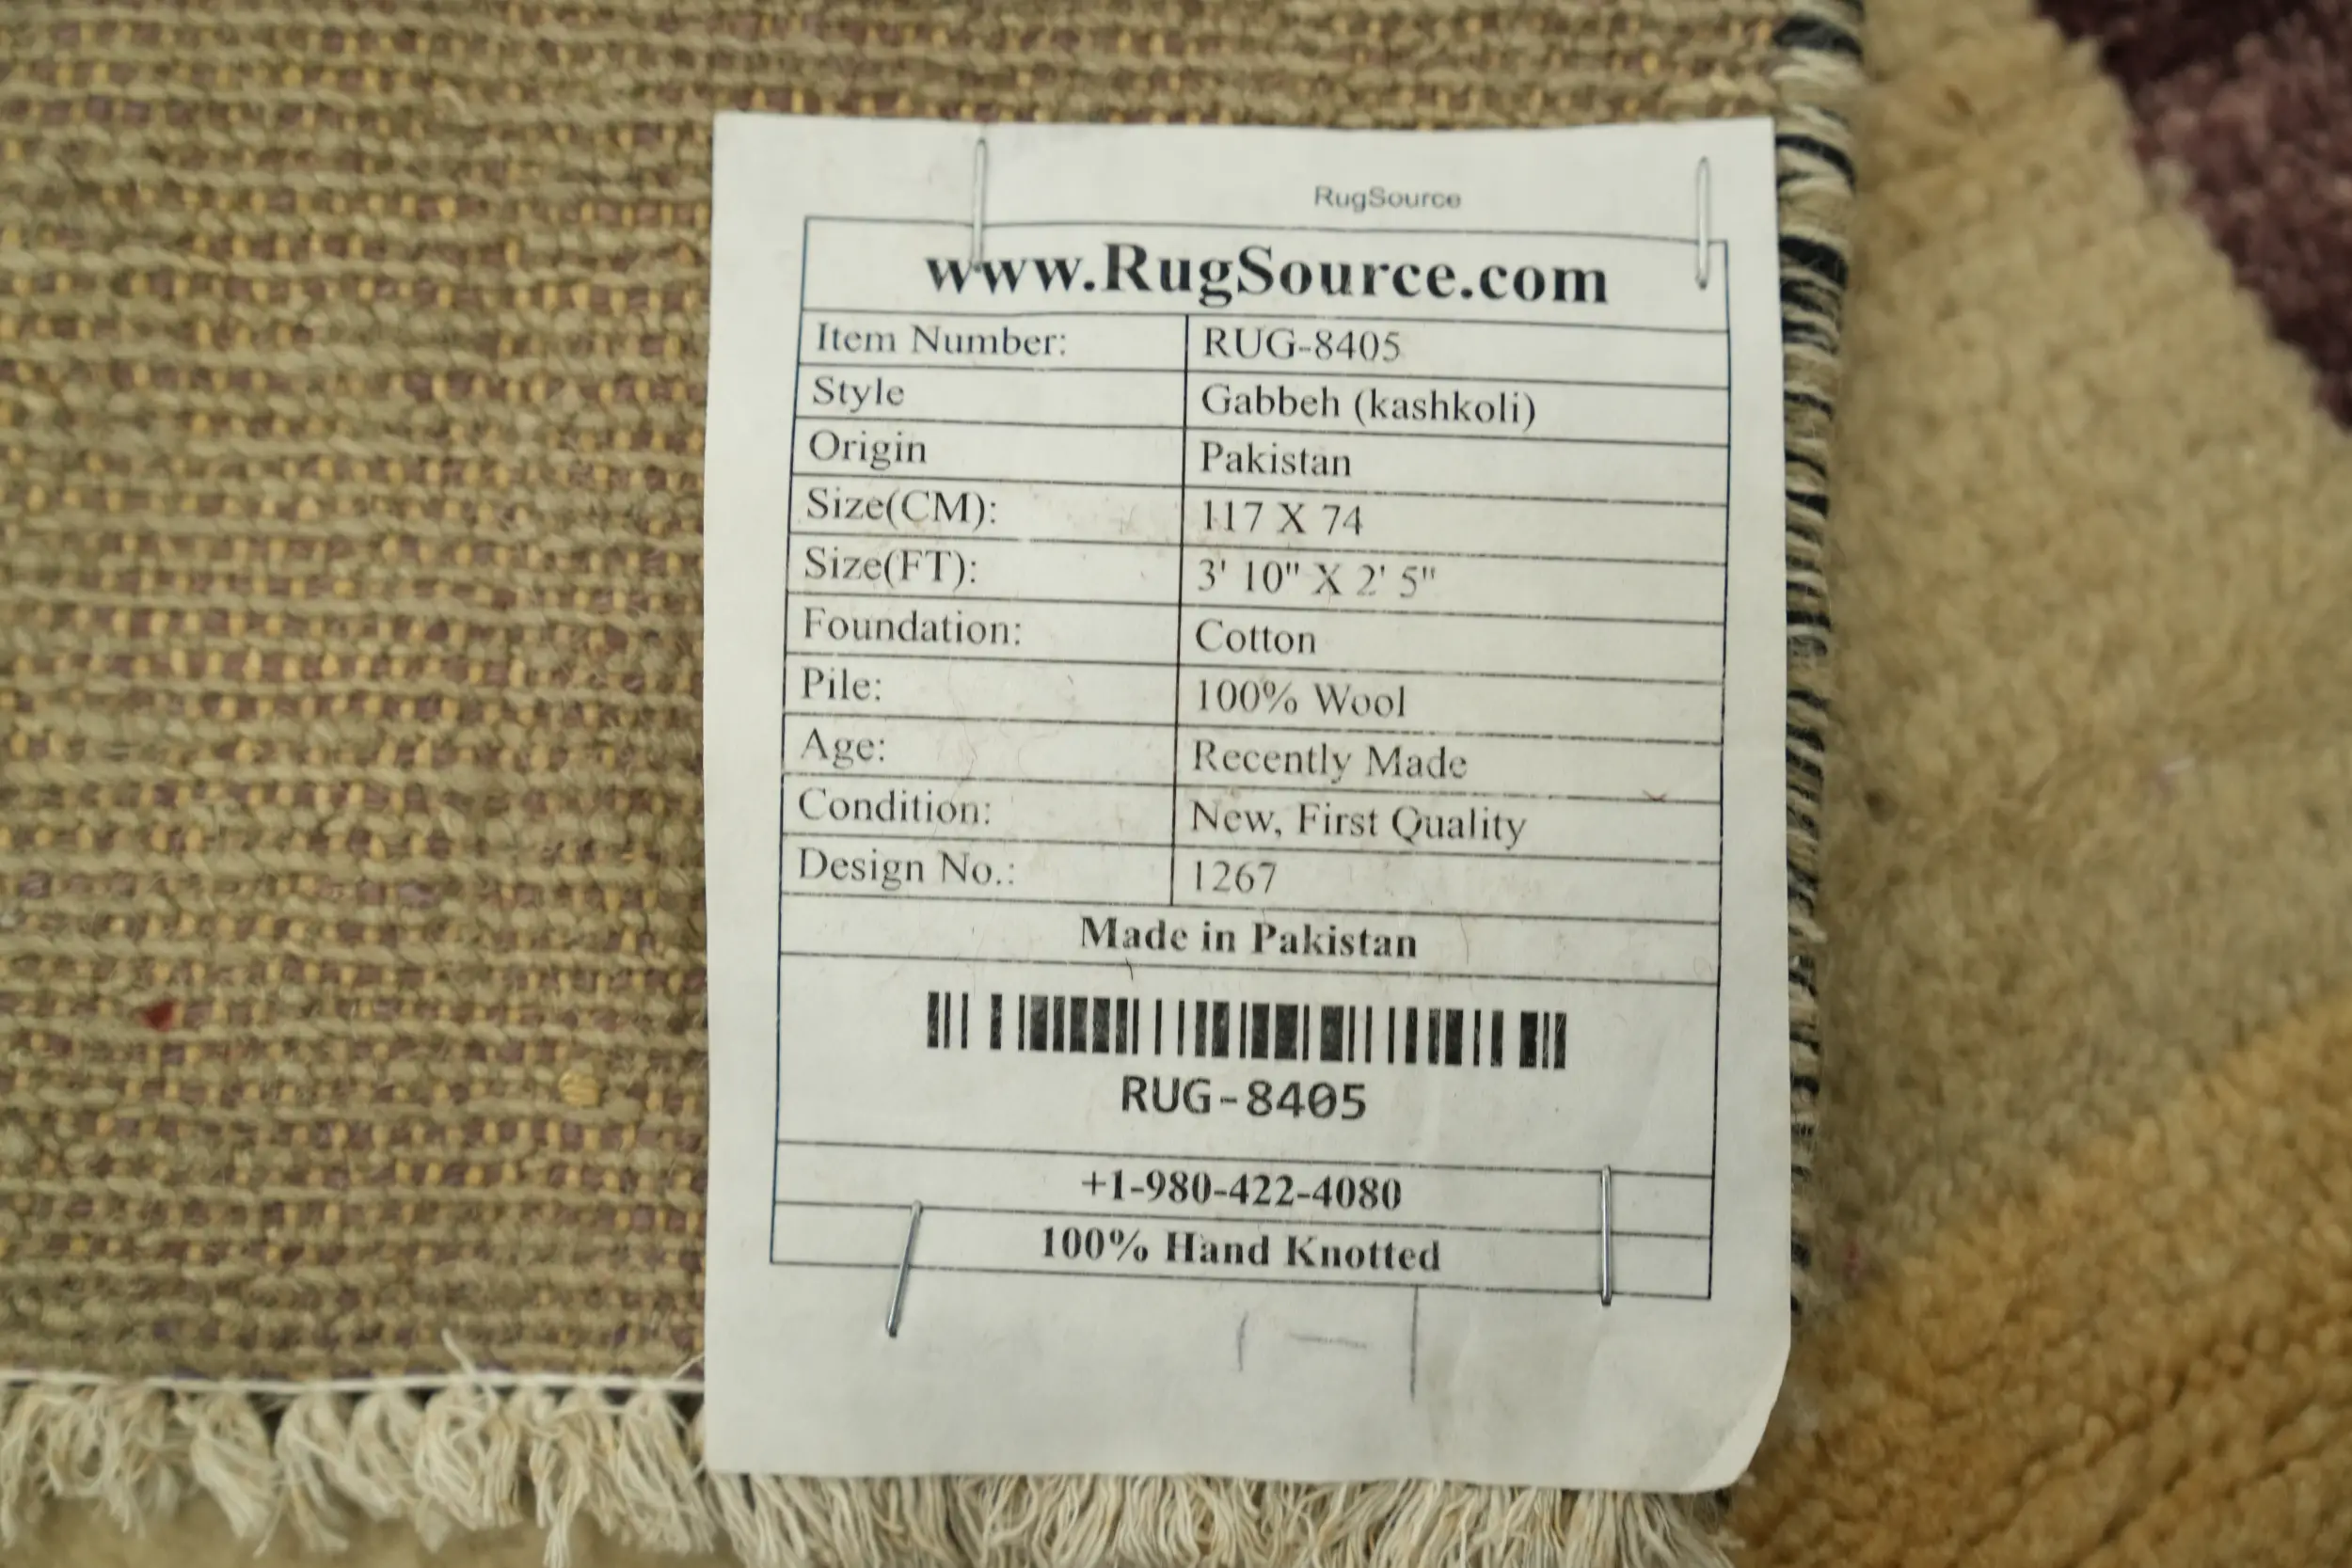 RugSource
www.RugSource.com
Item Number: RUG-8405
Style Gabbeh (kashkoli)
Origin Pakistan
Size(CM): 117 X 74
Size(FT): 3' 10" X 2' 5"
Foundation: Cotton
Pile: 100% Wool
Age: Recently Made
Condition: New, First Quality
Design No.: 1267
Made in Pakistan
RUG-8405
+1-980-422-4080
100% Hand Knotted
1-1